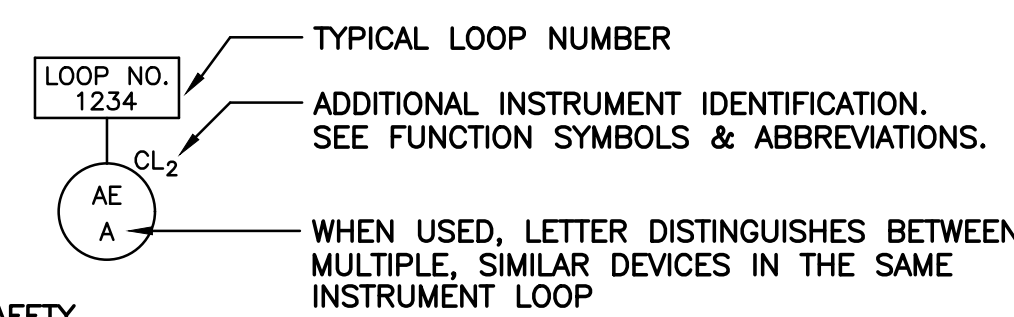 TYPICAL LOOP NUMBER
LOOP NO.
1234
ADDITIONAL INSTRUMENT IDENTIFICATION.
SEE FUNCTION SYMBOLS & ABBREVIATIONS.
CL2
AE
A
WHEN USED, LETTER DISTINGUISHES BETWEEN
MULTIPLE, SIMILAR DEVICES IN THE SAME
INSTRUMENT LOOP